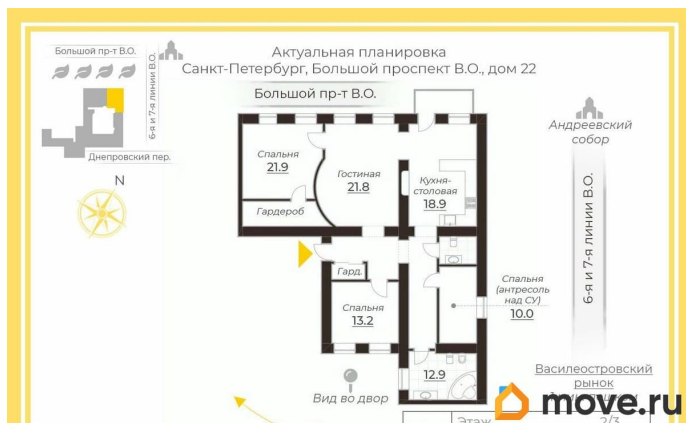 Большой пр-т В.О.
6-я и 7-я линии В.О.
Днепровский пер.
N
Актуальная планировка
Санкт-Петербург, Большой проспект В.О., дом 22
Большой пр-т В.О.
Андреевский
собор
6-я и 7-я линии В.О.
Спальня
21.9
Гостиная
21.8
Кухня-
столовая
18.9
Гардероб
Гард.
Спальня
13.2
Спальня
(антресоль
над СУ)
10.0
12.9
Вид во двор
Василеостровский
рынок
Этаж 2/3
move.ru